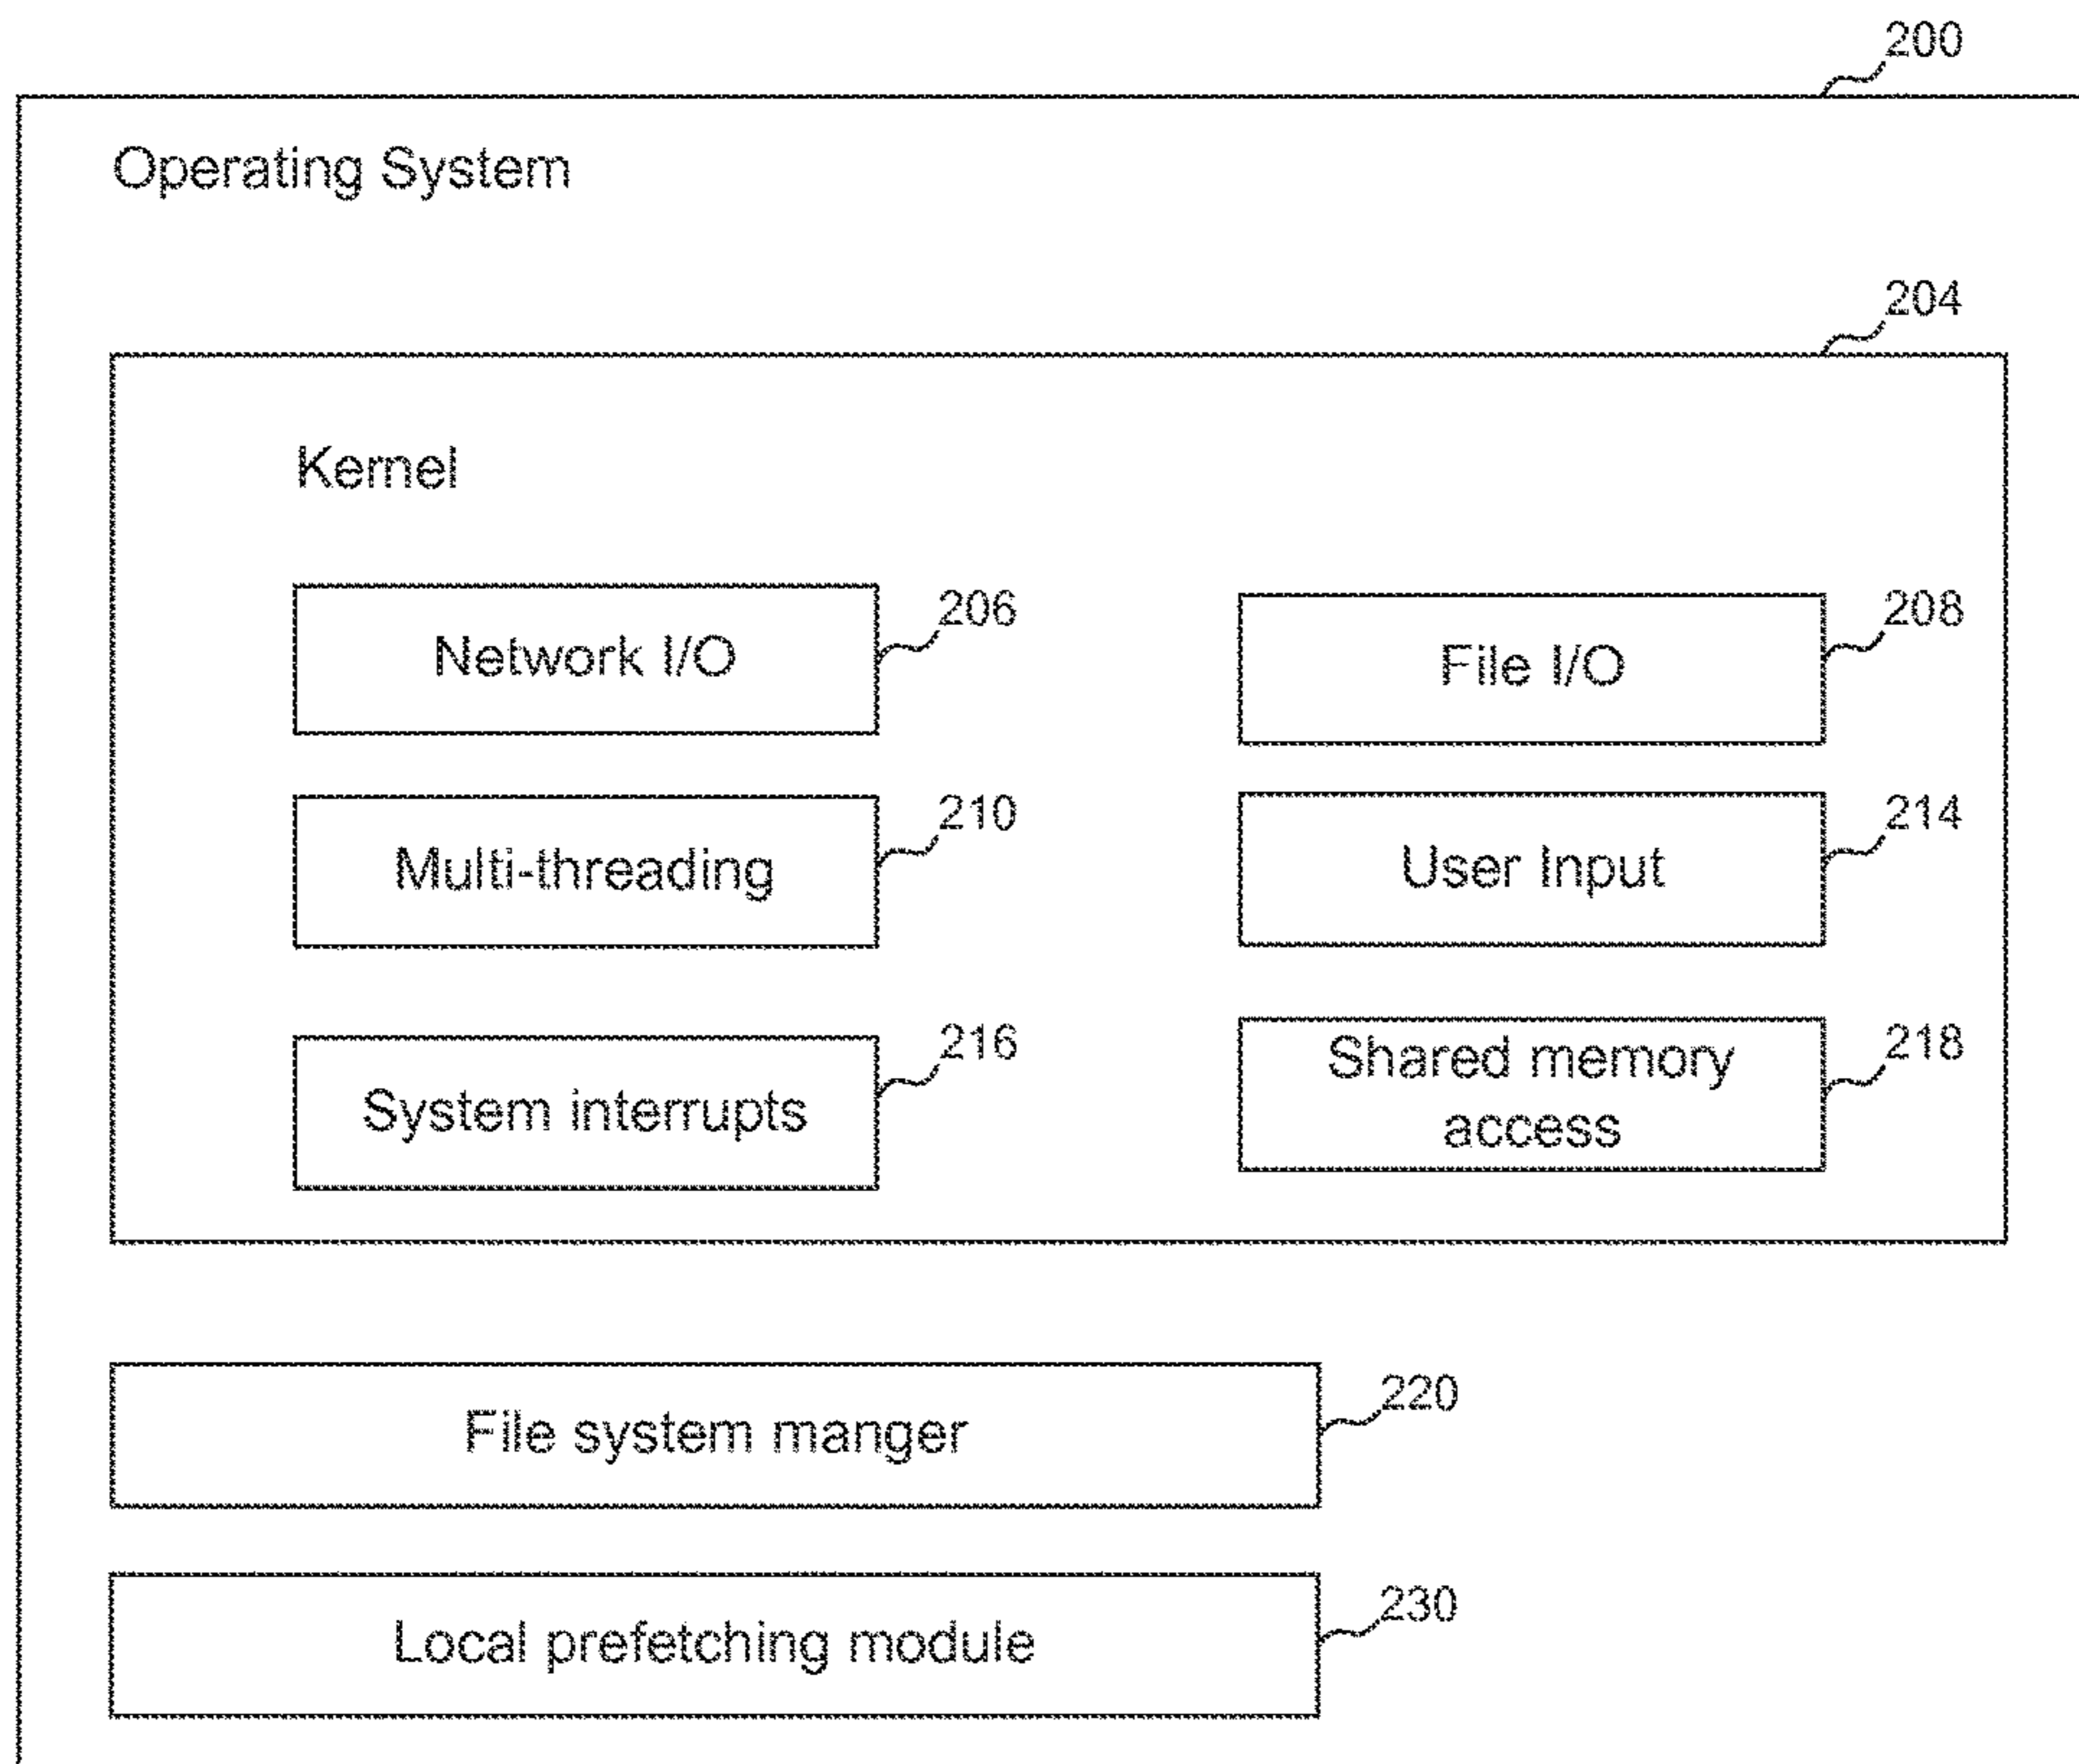 200
Operating System
204
Kernel
Network I/O
206
File I/O
208
Multi-threading
210
User Input
214
System interrupts
216
Shared memory
access
218
File system manger
220
Local prefetching module
230